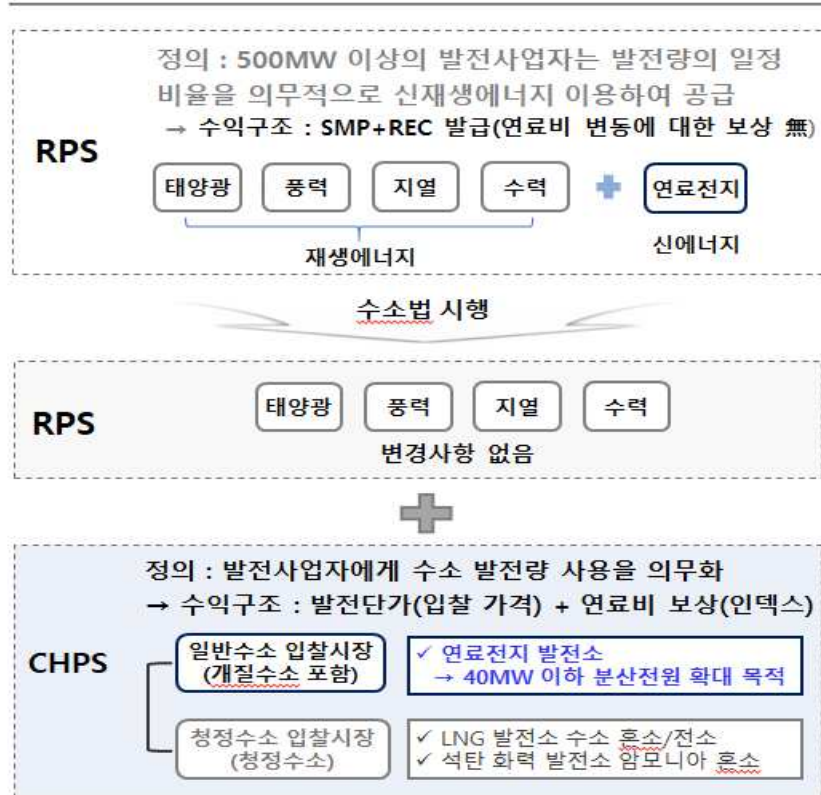 정의 : 500MW 이상의 발전사업자는 발전량의 일정
비율을 의무적으로 신재생에너지 이용하여 공급
→ 수익구조 : SMP+REC 발급(연료비 변동에 대한 보상 無)
RPS
태양광 풍력 지열 수력 + 연료전지
재생에너지 신에너지
수소법 시행
RPS
태양광 풍력 지열 수력
변경사항 없음
+
정의 : 발전사업자에게 수소 발전량 사용을 의무화
→ 수익구조 : 발전단가(입찰 가격) + 연료비 보상(인덱스)
CHPS
일반수소 입찰시장
(개질수소 포함)
✓ 연료전지 발전소
→ 40MW 이하 분산전원 확대 목적
청정수소 입찰시장
(청정수소)
✓ LNG 발전소 수소 혼소/전소
✓ 석탄 화력 발전소 암모니아 혼소